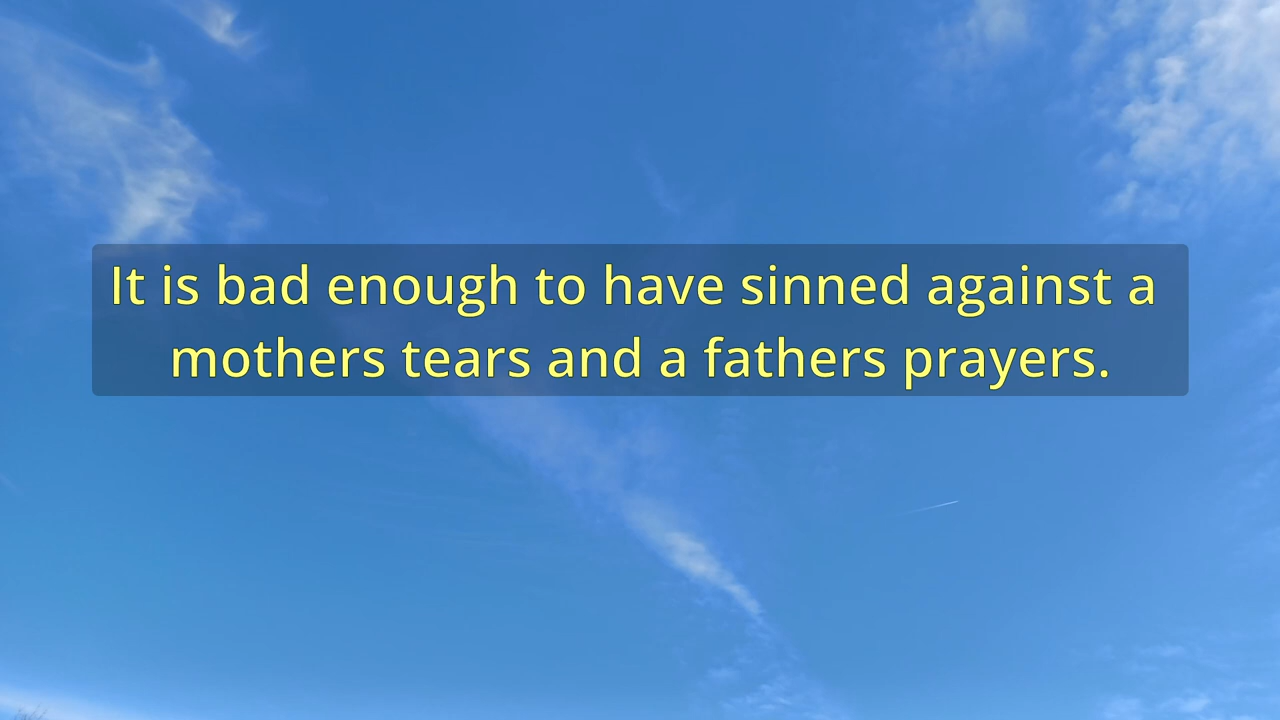 It is bad enough to have sinned against a
mothers tears and a fathers prayers.